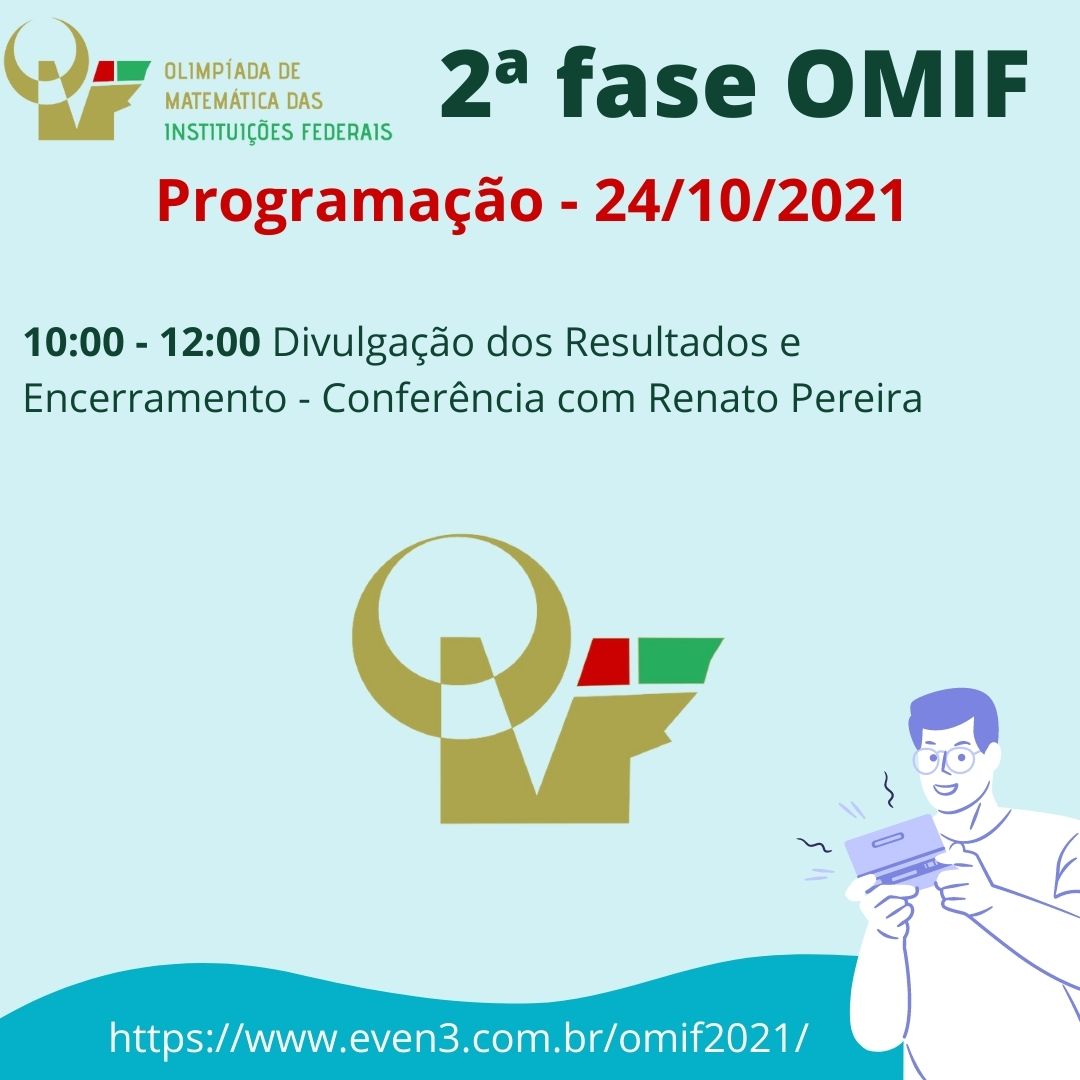 OLIMPÍADA DE
MATEMÁTICA DAS
INSTITUIÇÕES FEDERAIS
2ª fase OMIF
Programação - 24/10/2021
10:00 - 12:00 Divulgação dos Resultados e
Encerramento - Conferência com Renato Pereira
https://www.even3.com.br/omif2021/